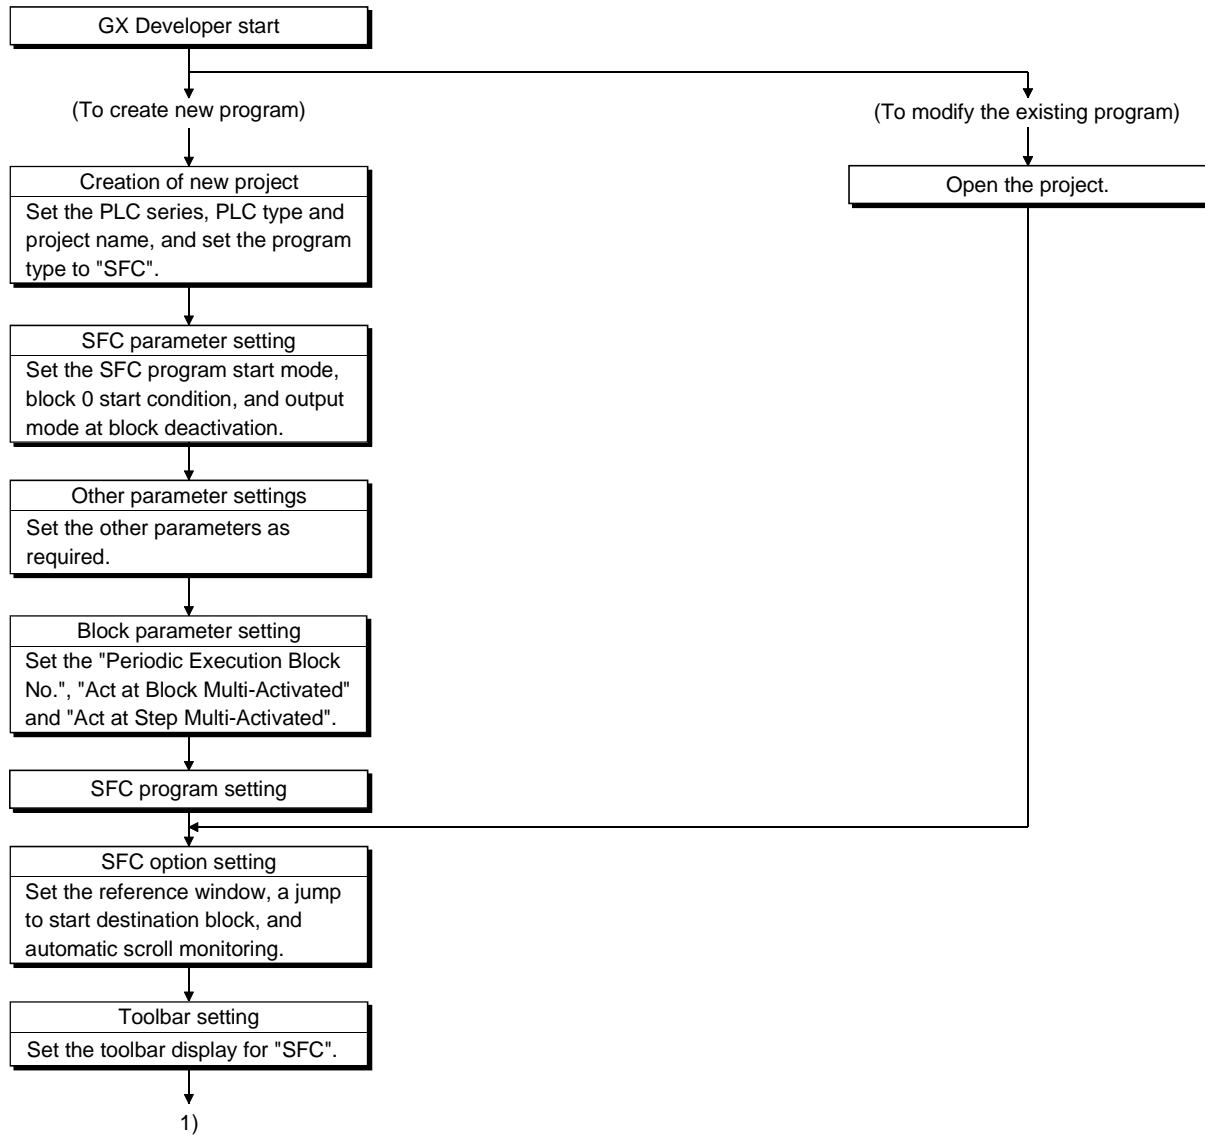 GX Developer start
(To create new program)
(To modify the existing program)
Creation of new project
Set the PLC series, PLC type and
project name, and set the program
type to "SFC".
Open the project.
SFC parameter setting
Set the SFC program start mode,
block 0 start condition, and output
mode at block deactivation.
Other parameter settings
Set the other parameters as
required.
Block parameter setting
Set the "Periodic Execution Block
No.", "Act at Block Multi-Activated"
and "Act at Step Multi-Activated".
SFC program setting
SFC option setting
Set the reference window, a jump
to start destination block, and
automatic scroll monitoring.
Toolbar setting
Set the toolbar display for "SFC".
1)